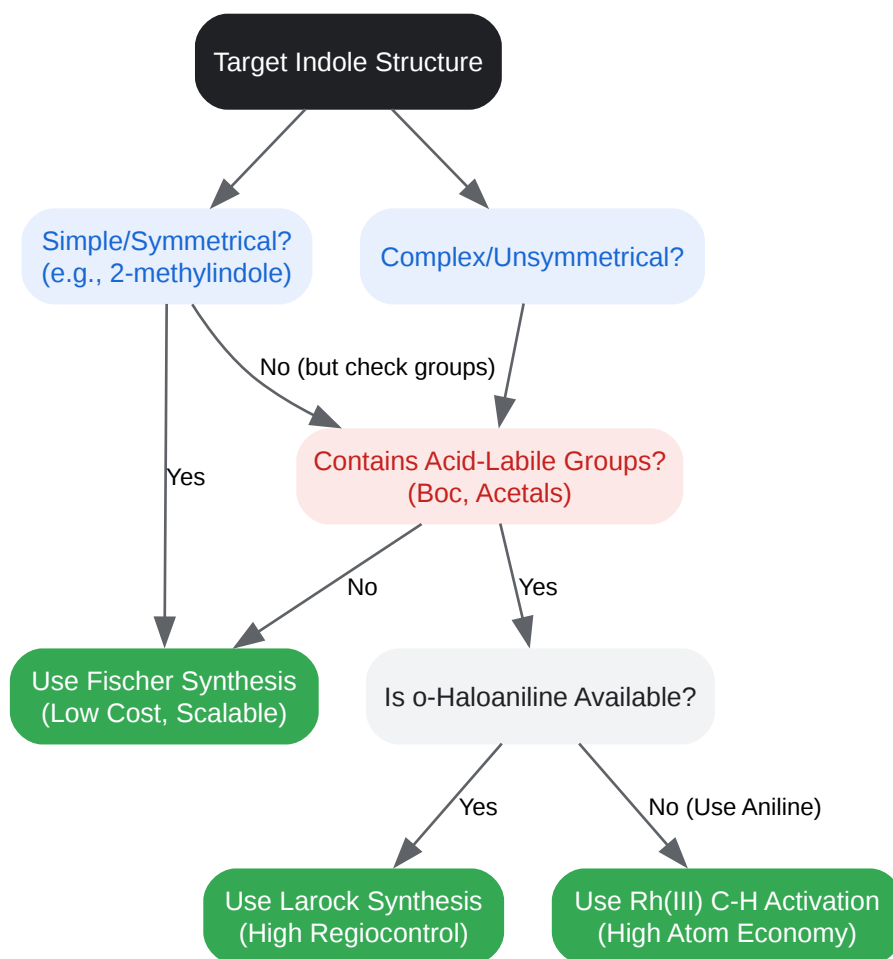 Target Indole Structure
Simple/Symmetrical?
(e.g., 2-methylindole)
Complex/Unsymmetrical?
No (but check groups)
Contains Acid-Labile Groups?
(Boc, Acetals)
Yes
No
Yes
Use Fischer Synthesis
(Low Cost, Scalable)
Is o-Haloaniline Available?
Yes
No (Use Aniline)
Use Larock Synthesis
(High Regiocontrol)
Use Rh(III) C-H Activation
(High Atom Economy)